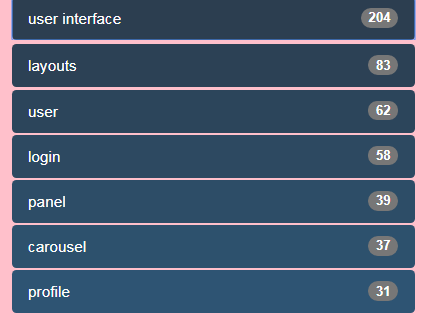 user interface 204
layouts 83
user 62
login 58
panel 39
carousel 37
profile 31